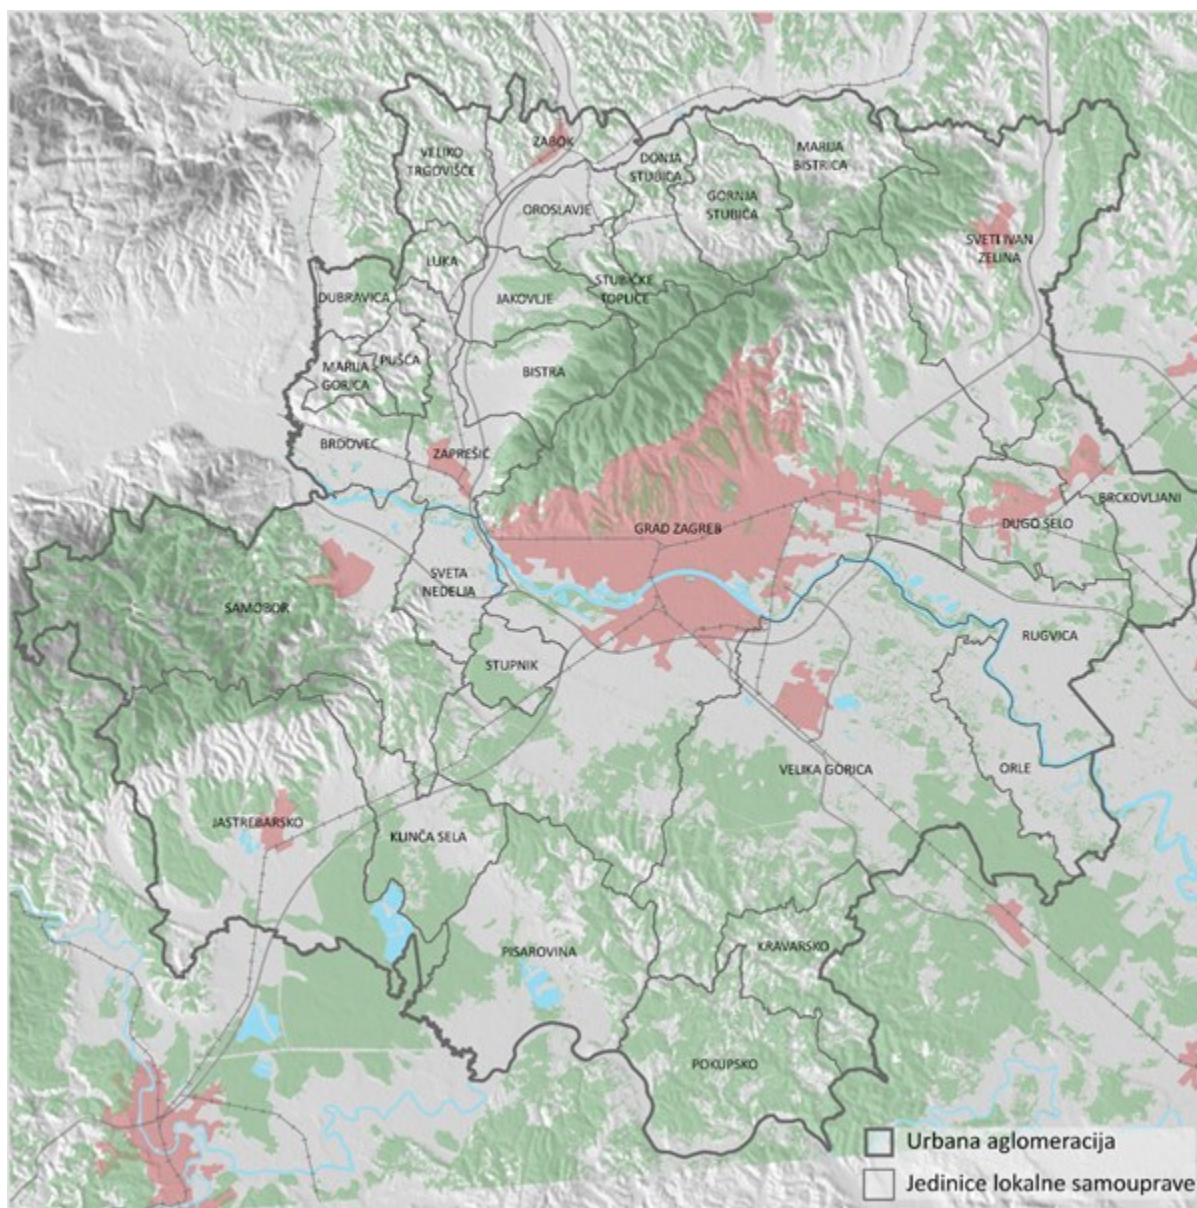 ZABOK
MARIJA
BISTRICA
VELIKO
TRGOVIŠĆE
DONJA
STUBICA
GORNJA
STUBICA
OROSLAVJE
SVETI IVAN
ZELINA
LUKA
DUBRAVICA
JAKOVLJE
STUBIČKE
TOPLICE
PUŠĆA
MARIJA
GORICA
BISTRA
BRDOVEC
ZAPREŠIĆ
BRCKOVLJANI
DUGO SELO
GRAD ZAGREB
SVETA
NEDELJA
SAMOBOR
RUGVICA
STUPNIK
VELIKA GORICA
ORLE
JASTREBARSKO
KLINČA SELA
KRAVARSKO
PISAROVINA
POKUPSKO
Urbana aglomeracija
Jedinice lokalne samouprave